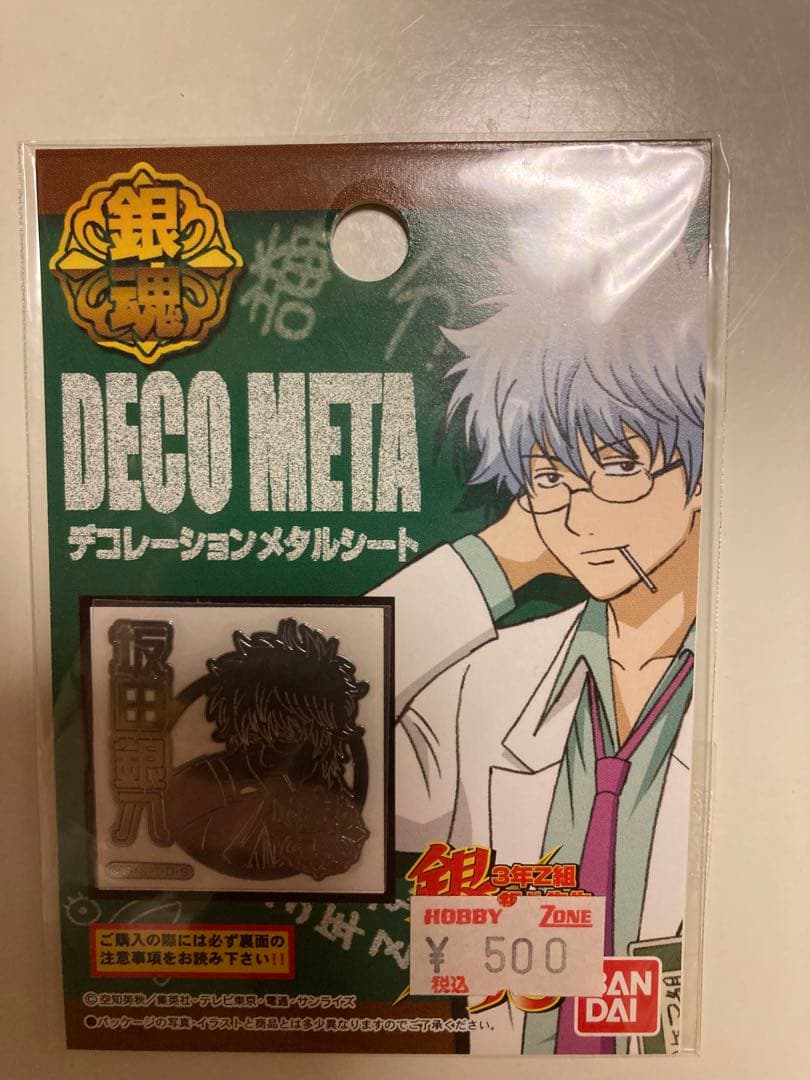 銀
魂
DECO META
デコレーションメタルシート
坂田
銀八
銀
3年Z組
HOBBY ZONE
¥ 500
税込
BAN
DAI
ご購入の際には必ず裏面の
注意事項をお読み下さい!!
©空知英秋/集英社・テレビ東京・電通・サンライズ
●パッケージの写真・イラストと商品とは多少異なりますのでご了承ください。